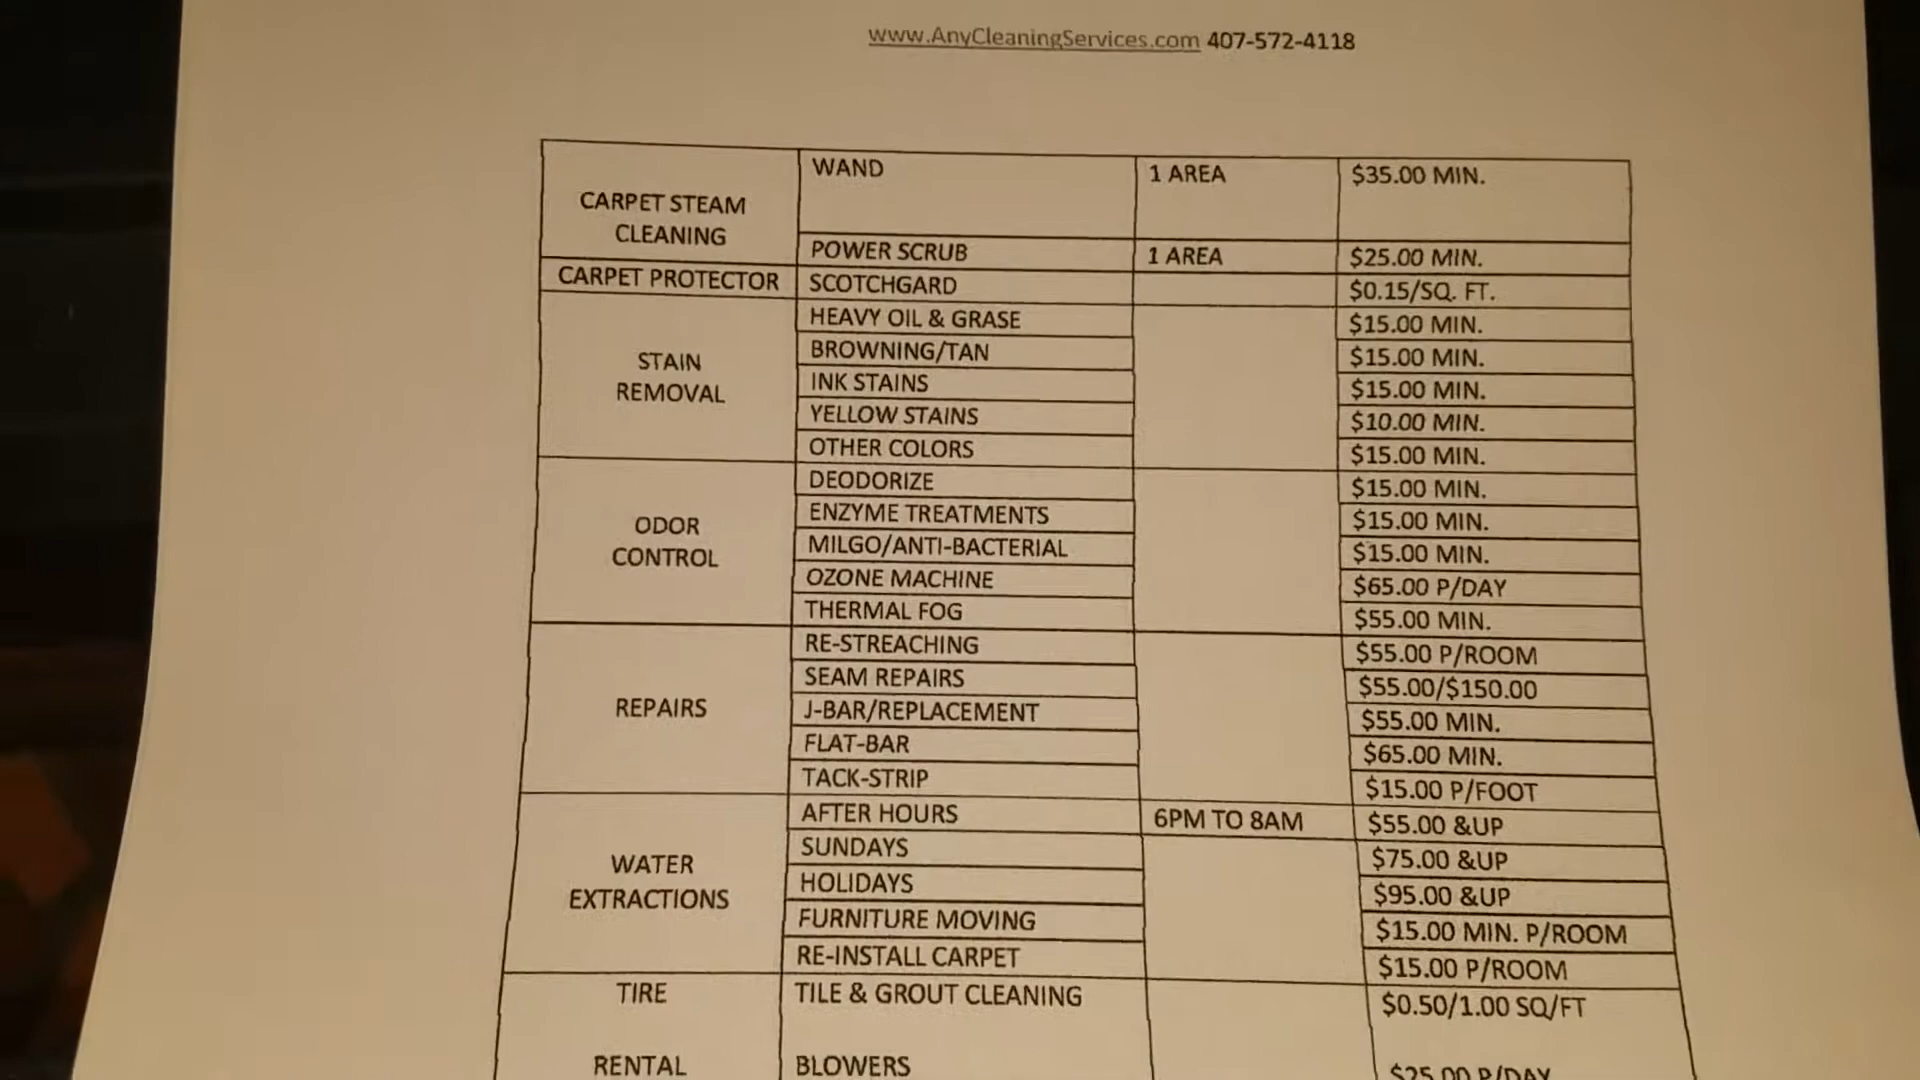 www.AnyCleaningServices.com 407-572-4118
CARPET STEAM CLEANING WAND 1 AREA $35.00 MIN.
POWER SCRUB 1 AREA $25.00 MIN.
CARPET PROTECTOR SCOTCHGARD $0.15/SQ. FT.
STAIN REMOVAL HEAVY OIL & GRASE $15.00 MIN.
BROWNING/TAN $15.00 MIN.
INK STAINS $15.00 MIN.
YELLOW STAINS $10.00 MIN.
OTHER COLORS $15.00 MIN.
ODOR CONTROL DEODORIZE $15.00 MIN.
ENZYME TREATMENTS $15.00 MIN.
MILGO/ANTI-BACTERIAL $15.00 MIN.
OZONE MACHINE $65.00 P/DAY
THERMAL FOG $55.00 MIN.
REPAIRS RE-STREACHING $55.00 P/ROOM
SEAM REPAIRS $55.00/$150.00
J-BAR/REPLACEMENT $55.00 MIN.
FLAT-BAR $65.00 MIN.
TACK-STRIP $15.00 P/FOOT
WATER EXTRACTIONS AFTER HOURS 6PM TO 8AM $55.00 &UP
SUNDAYS $75.00 &UP
HOLIDAYS $95.00 &UP
FURNITURE MOVING $15.00 MIN. P/ROOM
RE-INSTALL CARPET $15.00 P/ROOM
TIRE TILE & GROUT CLEANING $0.50/1.00 SQ/FT
RENTAL BLOWERS $25.00 P/DAY